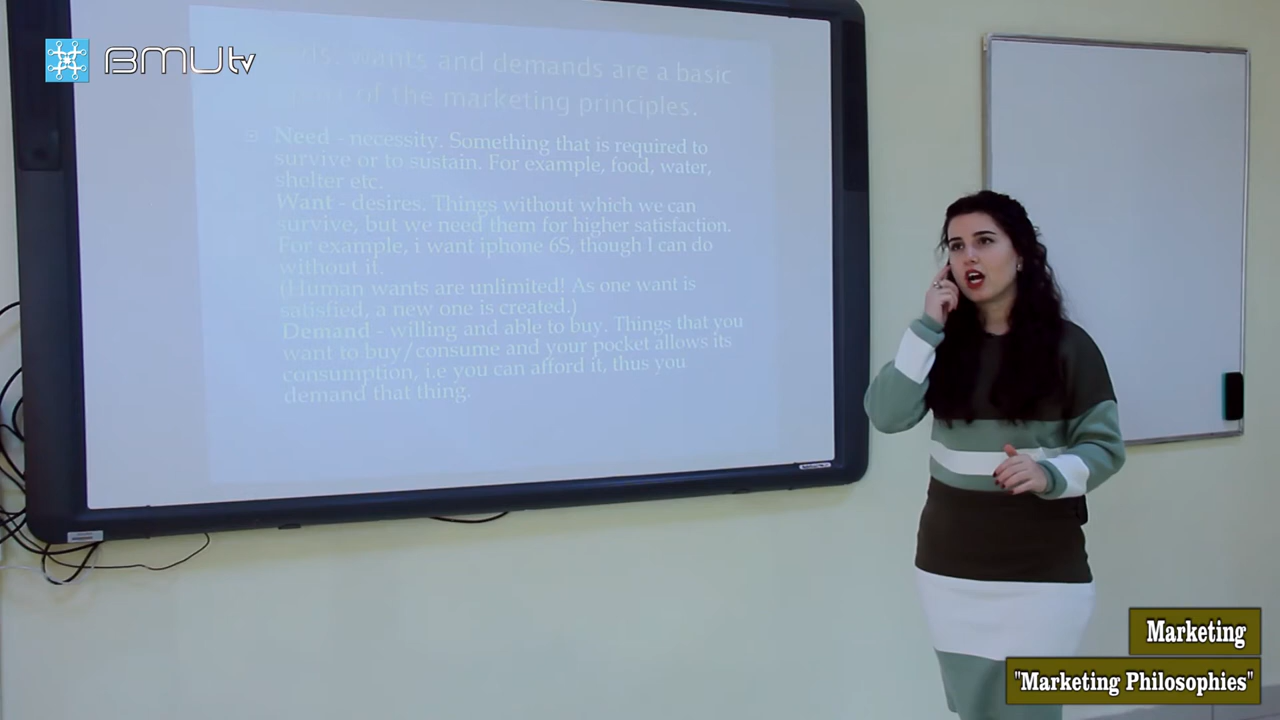 BMUtv
wants and demands are a basic
of the marketing principles.
Need - necessity. Something that is required to
survive or to sustain. For example, food, water,
shelter etc.
Want - desires. Things without which we can
survive, but we need them for higher satisfaction.
For example, i want iphone 6S, though I can do
without it.
(Human wants are unlimited! As one want is
satisfied, a new one is created.)
Demand - willing and able to buy. Things that you
want to buy/consume and your pocket allows its
consumption, i.e you can afford it, thus you
demand that thing.
Marketing
"Marketing Philosophies"